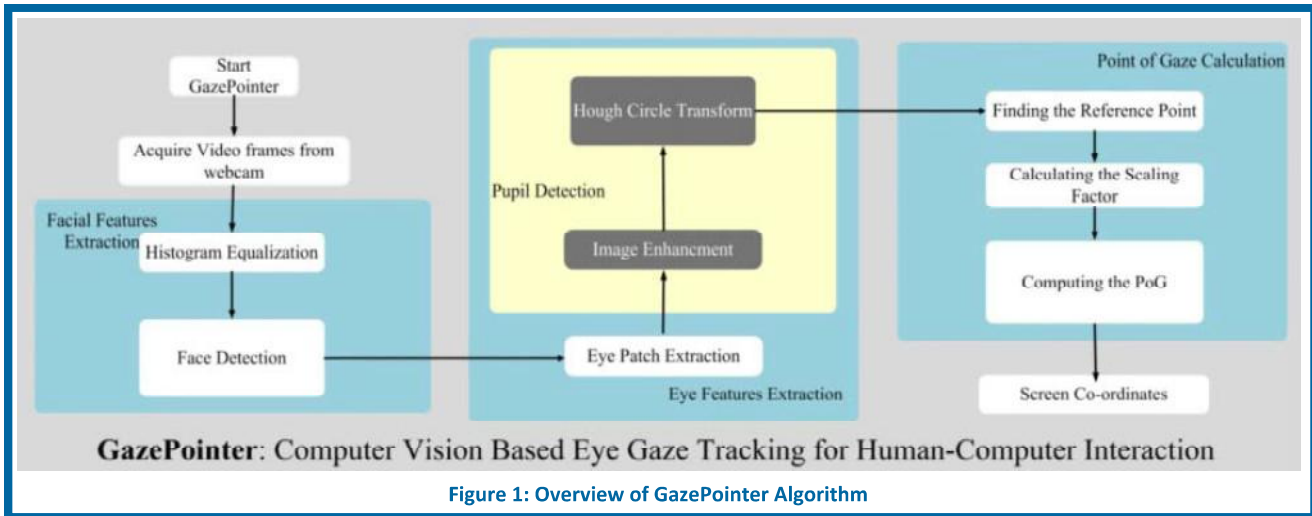 Start
GazePointer
Acquire Video frames from
webcam
Facial Features
Extraction
Histogram Equalization
Face Detection
Hough Circle Transform
Pupil Detection
Image Enhancment
Eye Patch Extraction
Eye Features Extraction
Point of Gaze Calculation
Finding the Reference Point
Calculating the Scaling
Factor
Computing the PoG
Screen Co-ordinates
GazePointer: Computer Vision Based Eye Gaze Tracking for Human-Computer Interaction
Figure 1: Overview of GazePointer Algorithm